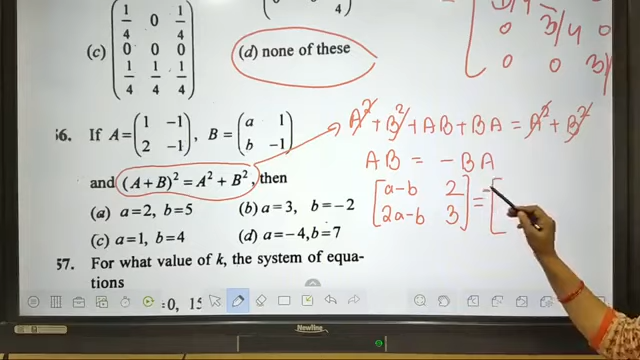 (c) ( 1/4 0 1/4
0 0 0
1/4 1/4 1/4 )
4
(d) none of these
3/4
0 3/4 0
0 0 3/
56. If A = ( 1 -1
2 -1 ) , B = ( a 1
b -1 )
and (A+B)² = A² + B², then
(a) a=2, b=5 (b) a=3, b=-2
(c) a=1, b=4 (d) a=-4, b=7
57. For what value of k, the system of equa-
tions
=0, 15
A² + B² + AB + BA = A² + B²
AB = -BA
[ a-b 2
2a-b 3 ] = [
Newline